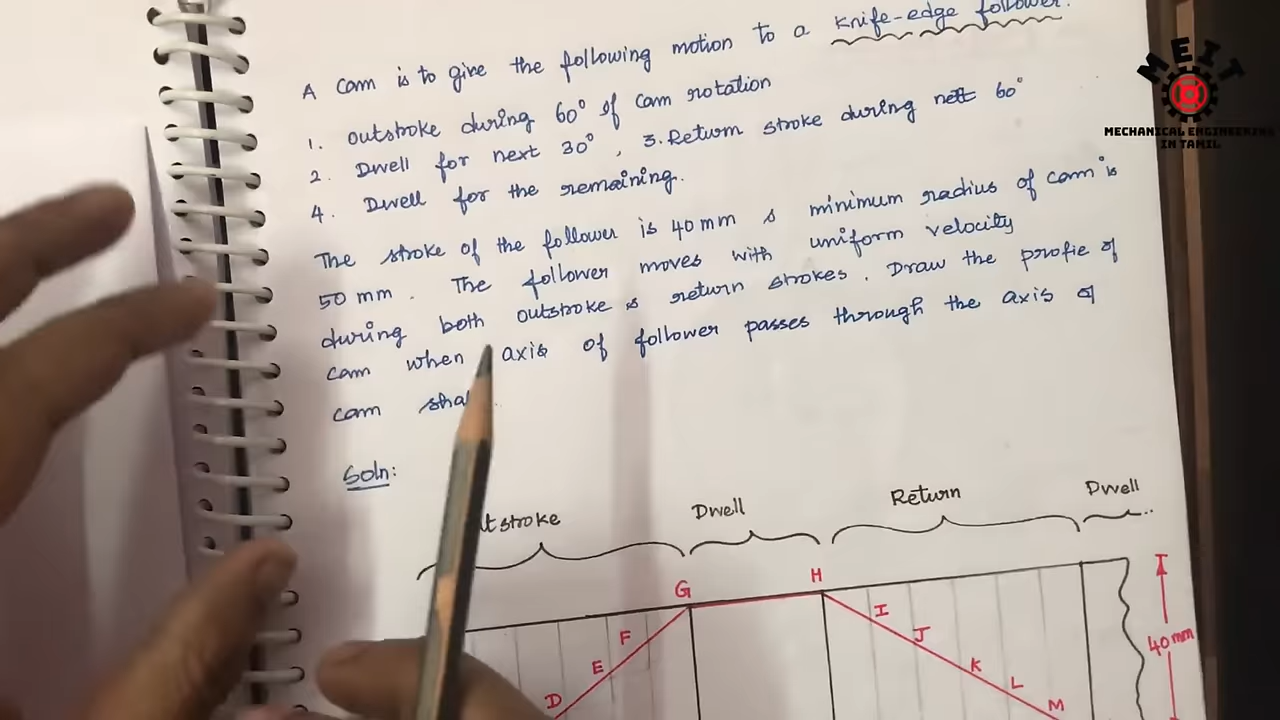 A cam is to give the following motion to a knife-edge follower.
1. outstroke during 60° of cam rotation
2. Dwell for next 30°, 3. Return stroke during next 60°
4. Dwell for the remaining.
The stroke of the follower is 40 mm & minimum radius of cam is
50 mm. The follower moves with uniform velocity
during both outstroke & return strokes. Draw the profie of
cam when axis of follower passes through the axis of
cam
Soln:
Dwell
Return
Dwell
G
H
F
E
D
I
J
K
L
M
40mm
MEIT
MECHANICAL ENGINEERING
IN TAMIL